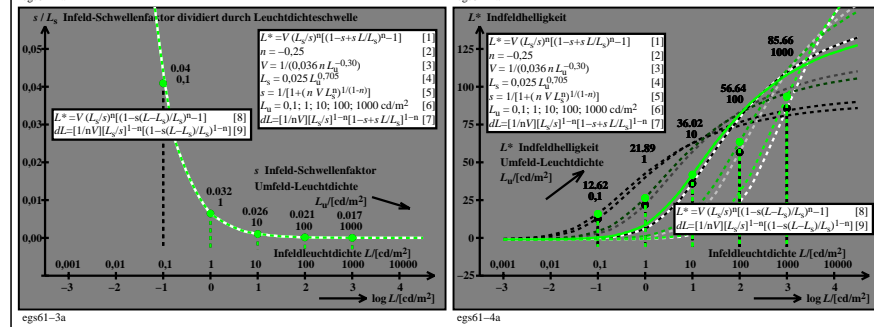 s / Ls Infeld-Schwellenfaktor dividiert durch Leuchtdichteschwelle
L* =V (Ls/s)n[(1−s+s L/Ls)n−1] [1]
n = −0,25 [2]
V = 1/(0,036 n Lu−0,30) [3]
Ls = 0,025 Lu0,705 [4]
s = 1/[1+( n V Lsn)1/(1-n)] [5]
Lu = 0,1; 1; 10; 100; 1000 cd/m2 [6]
dL=[1/nV][Ls/s]1−n[1−s+s L/Ls]1−n [7]
0,05
0,04
0,03
0,02
0,01
0,00
0.04
0,1
L* =V (Ls/s)n[(1−s(L−Ls)/Ls)n−1] [8]
dL=[1/nV][Ls/s]1−n[(1−s(L−Ls)/Ls)1−n] [9]
s Infeld-Schwellenfaktor
Umfeld-Leuchtdichte
Lu/[cd/m2]
0.032
1
0.026
10
0.021
100
0.017
1000
Infeldleuchtdichte L/[cd/m2]
0,001 0,01 0,1 1 10 100 1000 10000
−3 −2 −1 0 1 2 3 4
log L/[cd/m2]
egs61−3a
L* Indfeldhelligkeit
L* =V (Ls/s)n[(1−s+s L/Ls)n−1] [1]
n = −0,25 [2]
V = 1/(0,036 n Lu−0,30) [3]
Ls = 0,025 Lu0,705 [4]
s = 1/[1+( n V Lsn)1/(1-n)] [5]
Lu = 0,1; 1; 10; 100; 1000 cd/m2 [6]
dL=[1/nV][Ls/s]1−n[1−s+s L/Ls]1−n [7]
125
100
75
50
25
0
−25
85.66
1000
56.64
100
36.02
10
21.89
1
12.62
0,1
L* Indfeldhelligkeit
Umfeld-Leuchtdichte
Lu/[cd/m2]
L* =V (Ls/s)n[(1−s(L−Ls)/Ls)n−1] [8]
dL=[1/nV][Ls/s]1−n[(1−s(L−Ls)/Ls)1−n] [9]
Infeldleuchtdichte L/[cd/m2]
0,001 0,01 0,1 1 10 100 1000 10000
−3 −2 −1 0 1 2 3 4
log L/[cd/m2]
egs61−4a